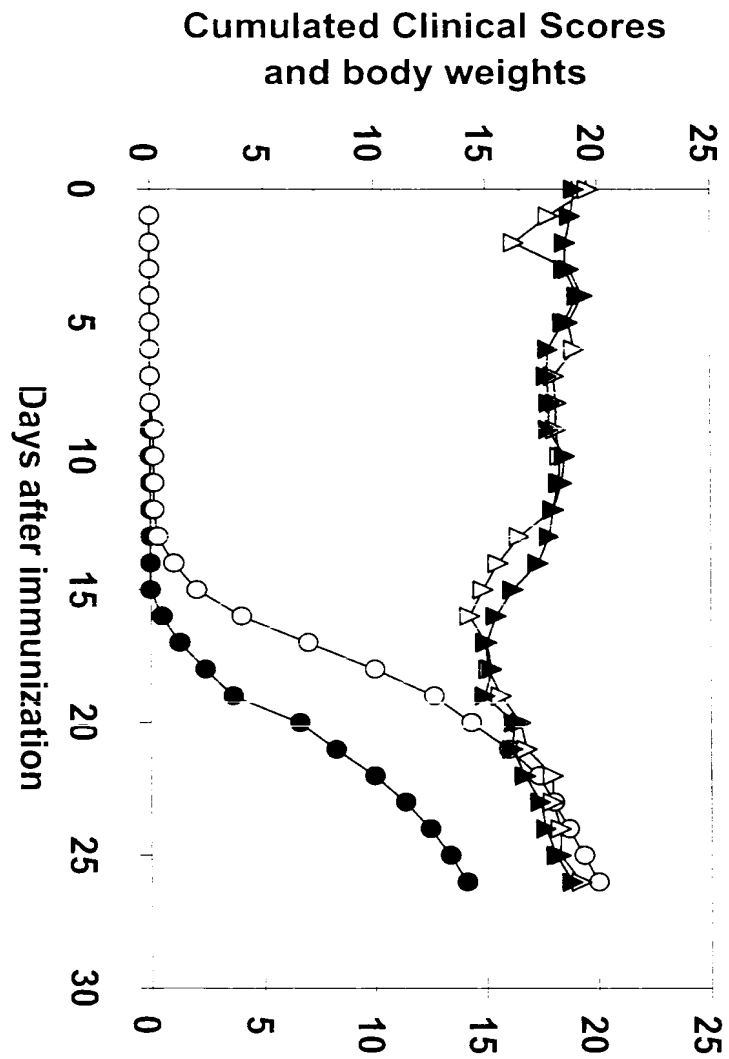 Cumulated Clinical Scores
and body weights
0 5 10 15 20 25
0 5 10 15 20 25 30
Days after immunization
0 5 10 15 20 25